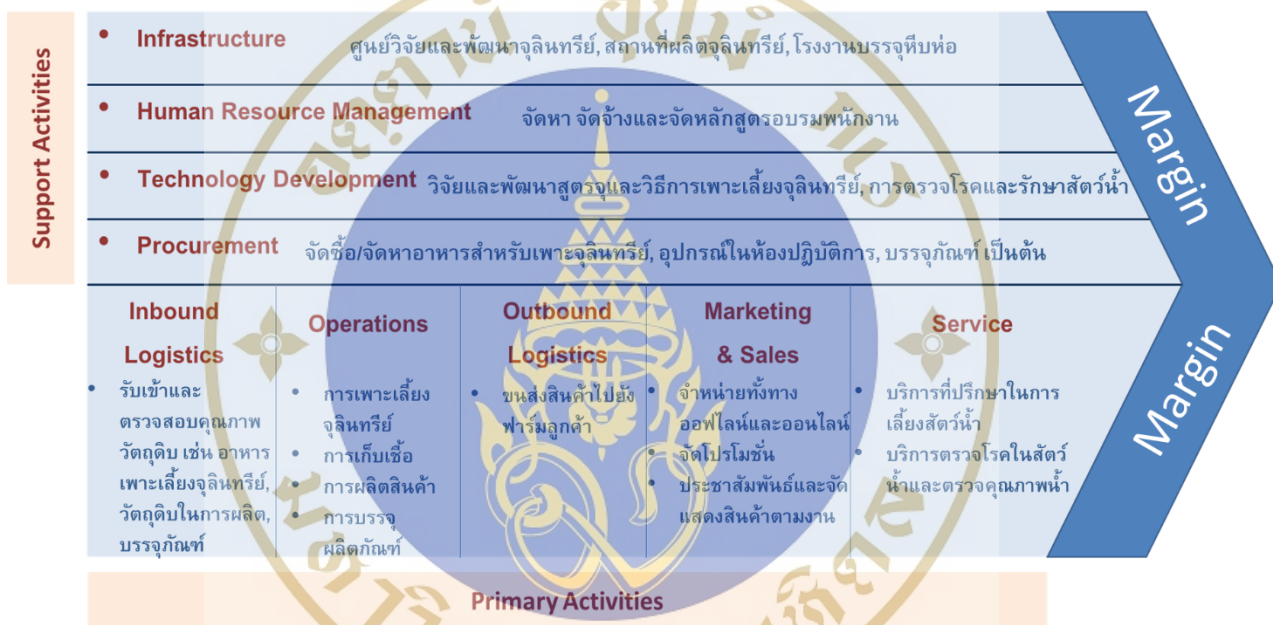 Support Activities
• Infrastructure ศูนย์วิจัยและพัฒนาจุลินทรีย์, สถานที่ผลิตจุลินทรีย์, โรงงานบรรจุหีบห่อ
• Human Resource Management จัดหา จัดจ้างและจัดหลักสูตรอบรมพนักงาน
• Technology Development วิจัยและพัฒนาสูตรจุและวิธีการเพาะเลี้ยงจุลินทรีย์, การตรวจโรคและรักษาสัตว์น้ำ
• Procurement จัดซื้อ/จัดหาอาหารสำหรับเพาะจุลินทรีย์, อุปกรณ์ในห้องปฎิบัติการ, บรรจุภัณฑ์ เป็นต้น
Margin
Margin
Inbound
Logistics
• รับเข้าและ
ตรวจสอบคุณภาพ
วัตถุดิบ เช่น อาหาร
เพาะเลี้ยงจุลินทรีย์,
วัตถุดิบในการผลิต,
บรรจุภัณฑ์
Operations
• การเพาะเลี้ยง
จุลินทรีย์
• การเก็บเชื้อ
• การผลิตสินค้า
• การบรรจุ
ผลิตภัณฑ์
Outbound
Logistics
• ขนส่งสินค้าไปยัง
ฟาร์มลูกค้า
Marketing
& Sales
• จำหน่ายทั้งทาง
ออฟไลน์และออนไลน์
• จัดโปรโมชั่น
• ประชาสัมพันธ์และจัด
แสดงสินค้าตามงาน
Service
• บริการที่ปรึกษาในการ
เลี้ยงสัตว์น้ำ
• บริการตรวจโรคในสัตว์
น้ำและตรวจคุณภาพน้ำ
Primary Activities